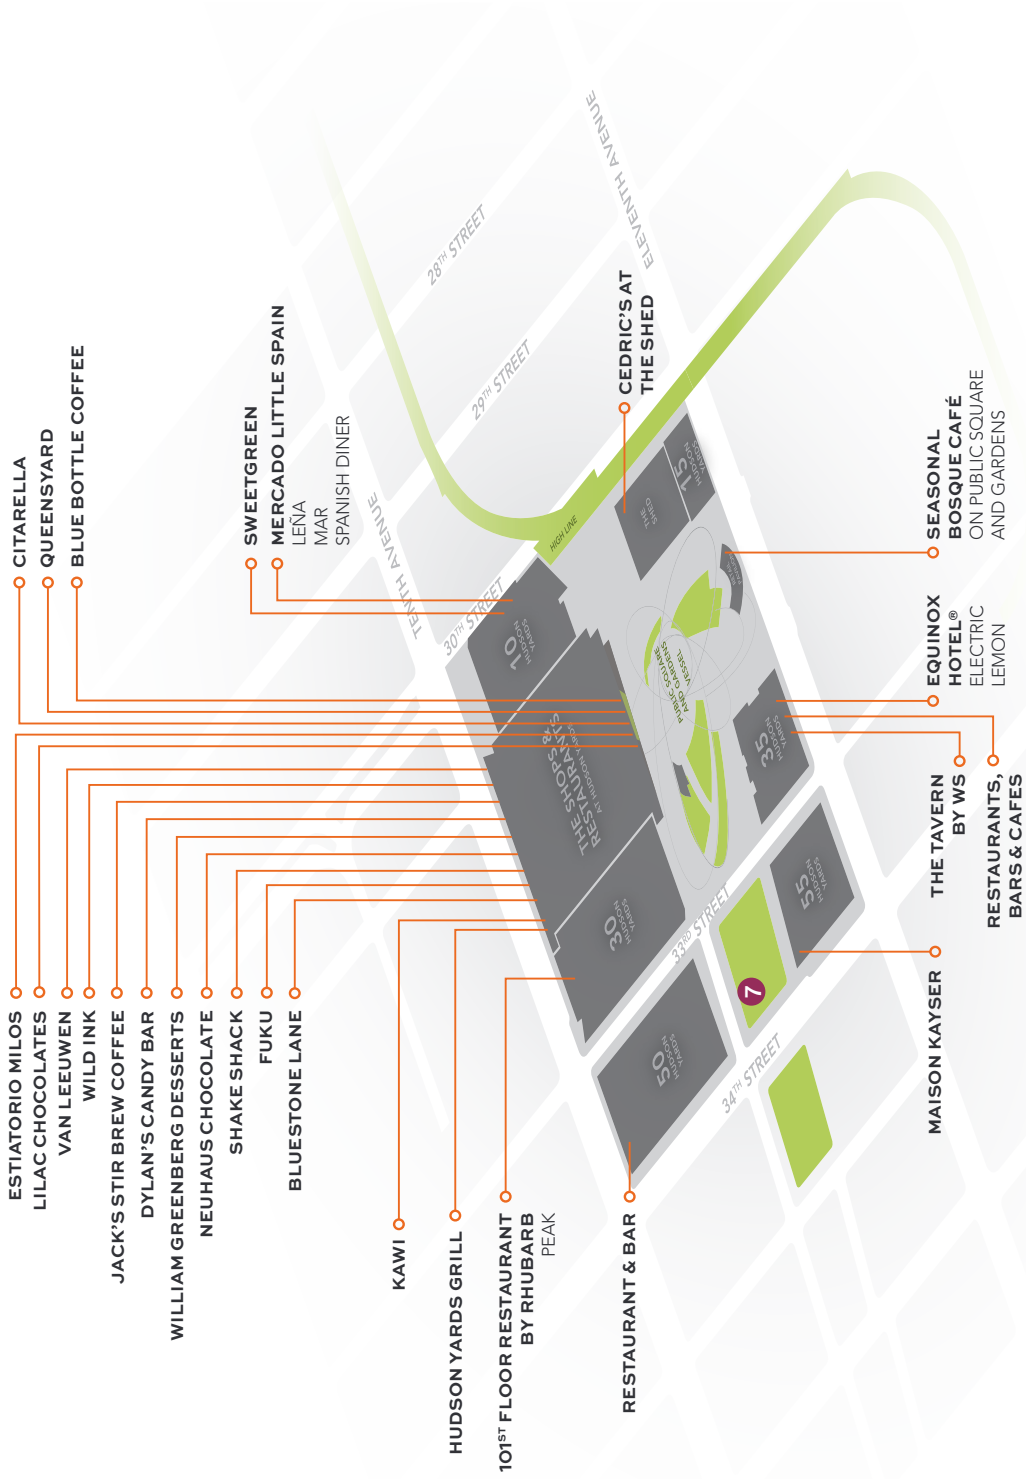 ESTIATORIO MILOS
LILAC CHOCOLATES
VAN LEEUWEN
WILD INK
JACK'S STIR BREW COFFEE
DYLAN'S CANDY BAR
WILLIAM GREENBERG DESSERTS
NEUHAUS CHOCOLATE
SHAKE SHACK
FUKU
BLUESTONE LANE
CITARELLA
QUEENSYARD
BLUE BOTTLE COFFEE
SWEETGREEN
MERCADO LITTLE SPAIN
LEÑA
MAR
SPANISH DINER
KAWI
HUDSON YARDS GRILL
101ST FLOOR RESTAURANT
BY RHUBARB
PEAK
RESTAURANT & BAR
CEDRIC'S AT
THE SHED
TENTH AVENUE
ELEVENTH AVENUE
28TH STREET
29TH STREET
30TH STREET
33RD STREET
34TH STREET
HIGH LINE
10
HUDSON
YARDS
THE SHOPS &
RESTAURANTS
AT HUDSON YARDS
30
HUDSON
YARDS
50
HUDSON
YARDS
THE
SHED
15
HUDSON
YARDS
PUBLIC SQUARE
AND GARDENS
VESSEL
35
HUDSON
YARDS
55
HUDSON
YARDS
7
MAISON KAYSER
THE TAVERN
BY WS
RESTAURANTS,
BARS & CAFES
EQUINOX
HOTEL®
ELECTRIC
LEMON
SEASONAL
BOSQUE CAFÉ
ON PUBLIC SQUARE
AND GARDENS